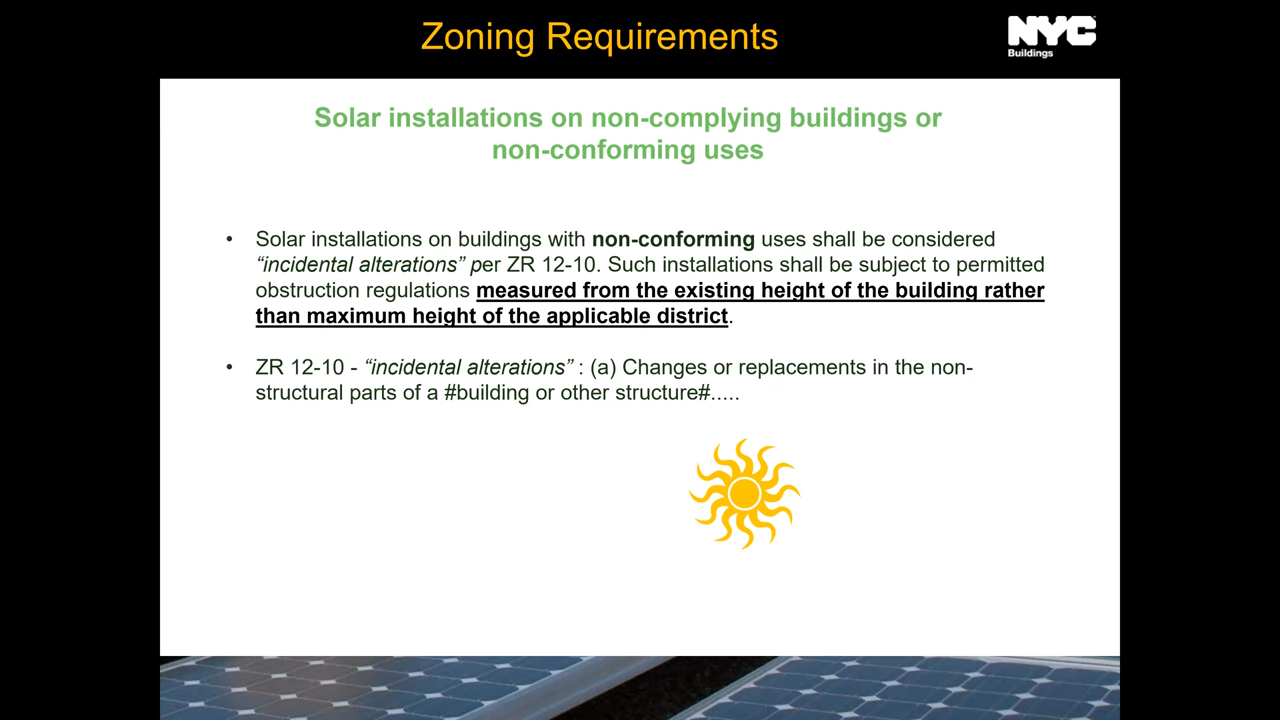 Zoning Requirements
NYC
Buildings
Solar installations on non-complying buildings or
non-conforming uses
• Solar installations on buildings with non-conforming uses shall be considered
“incidental alterations” per ZR 12-10. Such installations shall be subject to permitted
obstruction regulations measured from the existing height of the building rather
than maximum height of the applicable district.
• ZR 12-10 - “incidental alterations” : (a) Changes or replacements in the non-
structural parts of a #building or other structure#.....